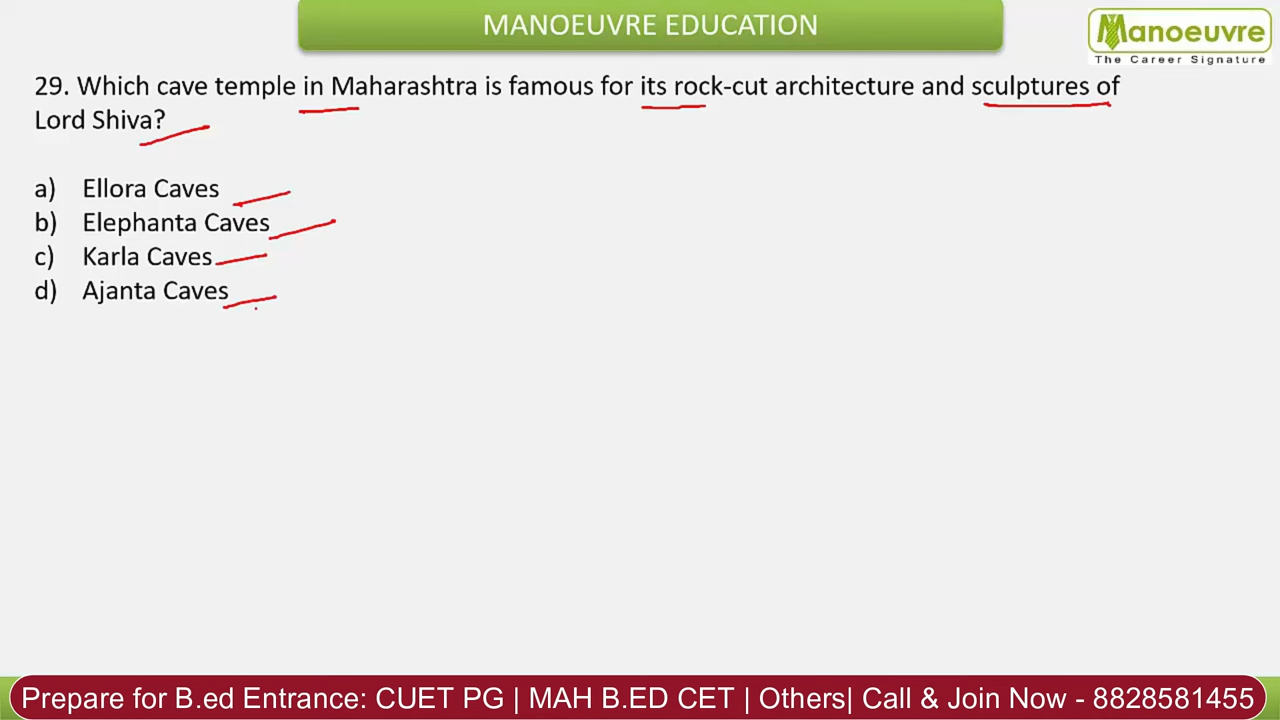 MANOEUVRE EDUCATION
Manoeuvre
The Career Signature
29. Which cave temple in Maharashtra is famous for its rock-cut architecture and sculptures of
Lord Shiva?
a) Ellora Caves
b) Elephanta Caves
c) Karla Caves
d) Ajanta Caves
Prepare for B.ed Entrance: CUET PG | MAH B.ED CET | Others| Call & Join Now - 8828581455